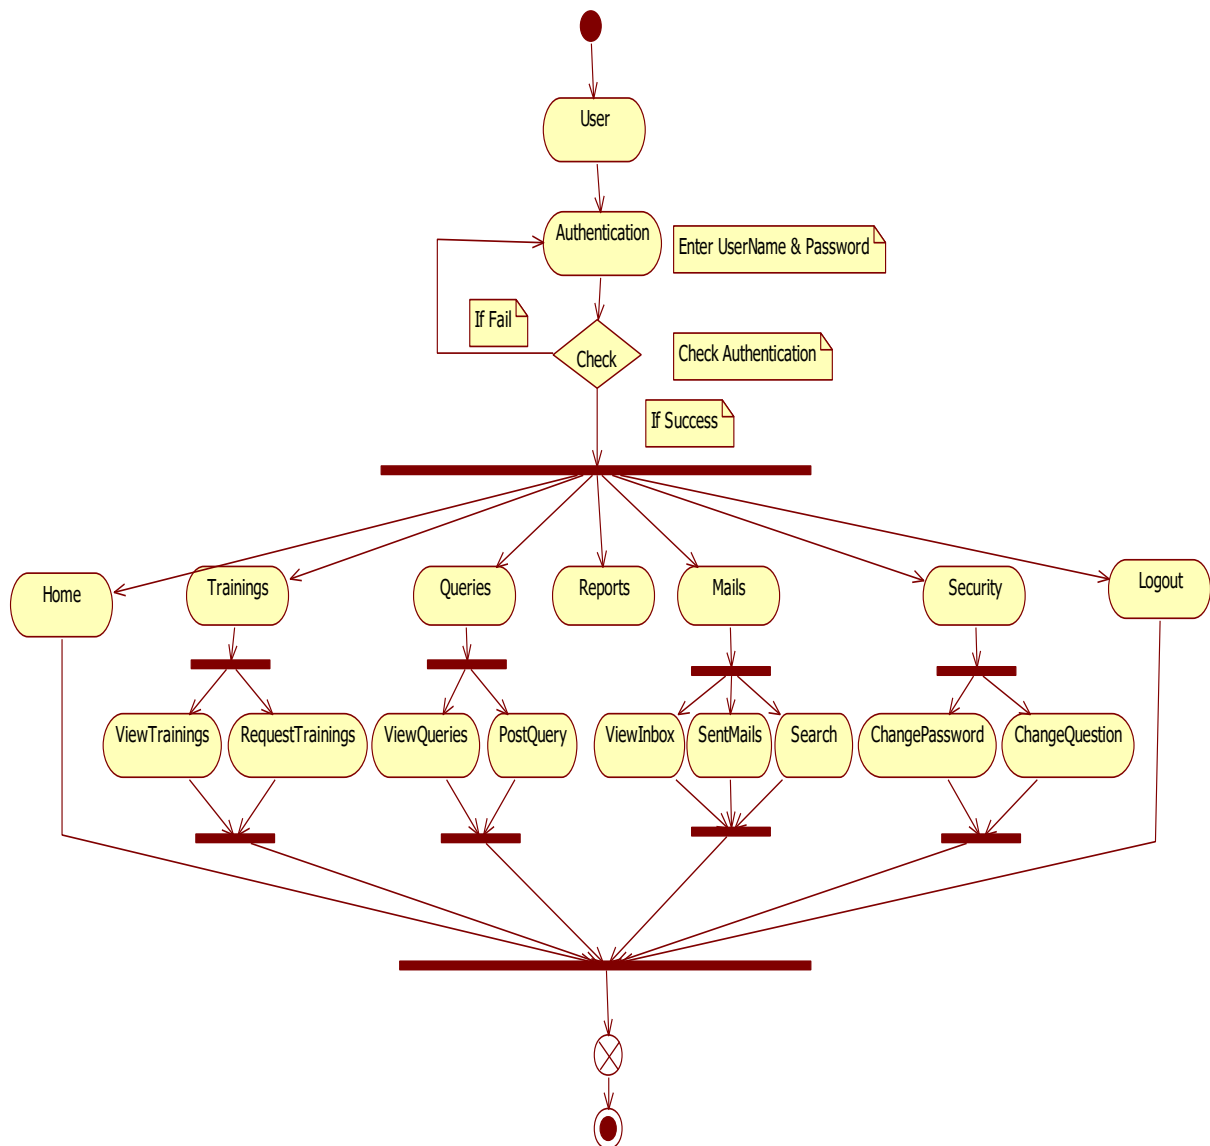 User
Authentication
Enter UserName & Password
If Fail
Check
Check Authentication
If Success
Home
Trainings
Queries
Reports
Mails
Security
Logout
ViewTrainings
RequestTrainings
ViewQueries
PostQuery
ViewInbox
SentMails
Search
ChangePassword
ChangeQuestion